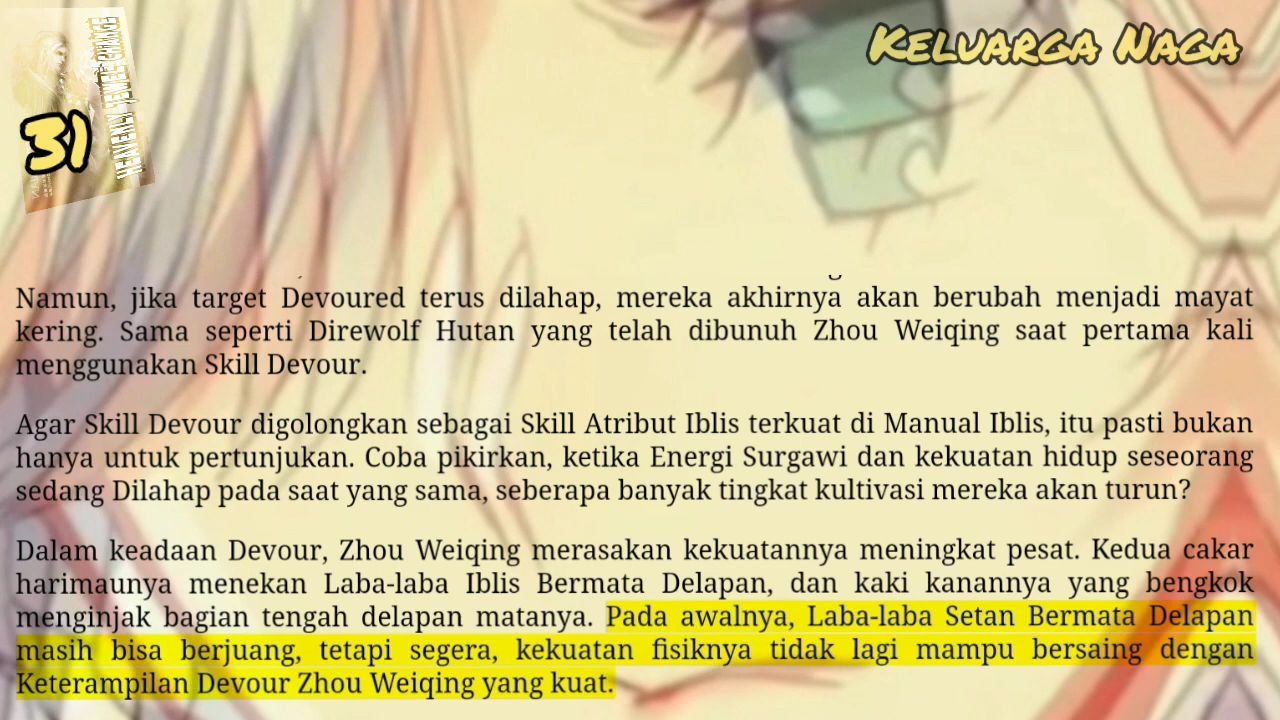 Keluarga Naga
31
HEAVENLY JEWEL CHANGE
Namun, jika target Devoured terus dilahap, mereka akhirnya akan berubah menjadi mayat
kering. Sama seperti Direwolf Hutan yang telah dibunuh Zhou Weiqing saat pertama kali
menggunakan Skill Devour.
Agar Skill Devour digolongkan sebagai Skill Atribut Iblis terkuat di Manual Iblis, itu pasti bukan
hanya untuk pertunjukan. Coba pikirkan, ketika Energi Surgawi dan kekuatan hidup seseorang
sedang Dilahap pada saat yang sama, seberapa banyak tingkat kultivasi mereka akan turun?
Dalam keadaan Devour, Zhou Weiqing merasakan kekuatannya meningkat pesat. Kedua cakar
harimaunya menekan Laba-laba Iblis Bermata Delapan, dan kaki kanannya yang bengkok
menginjak bagian tengah delapan matanya. Pada awalnya, Laba-laba Setan Bermata Delapan
masih bisa berjuang, tetapi segera, kekuatan fisiknya tidak lagi mampu bersaing dengan
Keterampilan Devour Zhou Weiqing yang kuat.